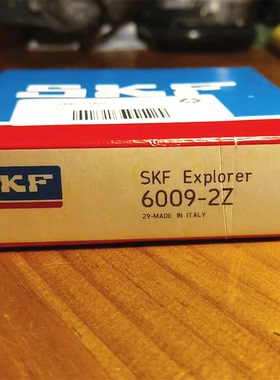 SKF
SKF
SKF Explorer
6009-2Z
29-MADE IN ITALY